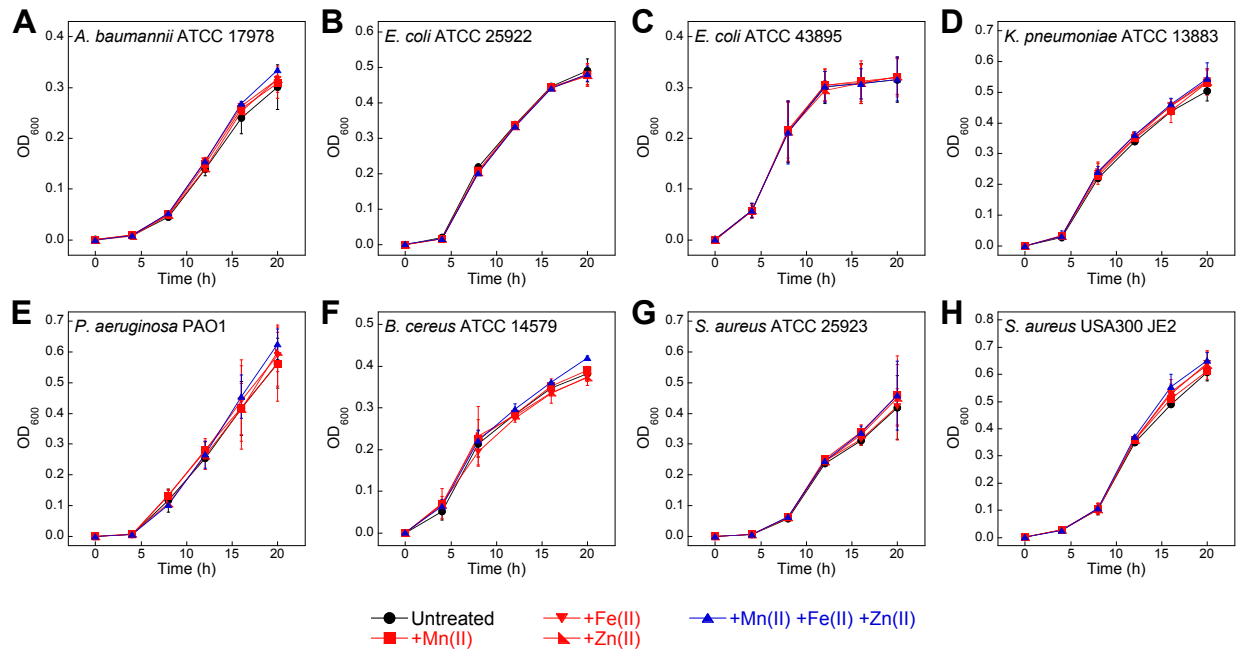 A
A. baumannii ATCC 17978
0.4
0.3
0.2
0.1
0.0
OD600
0 5 10 15 20
Time (h)
B
E. coli ATCC 25922
0.6
0.5
0.4
0.3
0.2
0.1
0.0
OD600
0 5 10 15 20
Time (h)
C
E. coli ATCC 43895
0.4
0.3
0.2
0.1
0.0
OD600
0 5 10 15 20
Time (h)
D
K. pneumoniae ATCC 13883
0.6
0.5
0.4
0.3
0.2
0.1
0.0
OD600
0 5 10 15 20
Time (h)
E
P. aeruginosa PAO1
0.7
0.6
0.5
0.4
0.3
0.2
0.1
0.0
OD600
0 5 10 15 20
Time (h)
F
B. cereus ATCC 14579
0.5
0.4
0.3
0.2
0.1
0.0
OD600
0 5 10 15 20
Time (h)
G
S. aureus ATCC 25923
0.7
0.6
0.5
0.4
0.3
0.2
0.1
0.0
OD600
0 5 10 15 20
Time (h)
H
S. aureus USA300 JE2
0.8
0.7
0.6
0.5
0.4
0.3
0.2
0.1
0.0
OD600
0 5 10 15 20
Time (h)
Untreated +Fe(II) +Mn(II) +Fe(II) +Zn(II)
+Mn(II) +Zn(II)